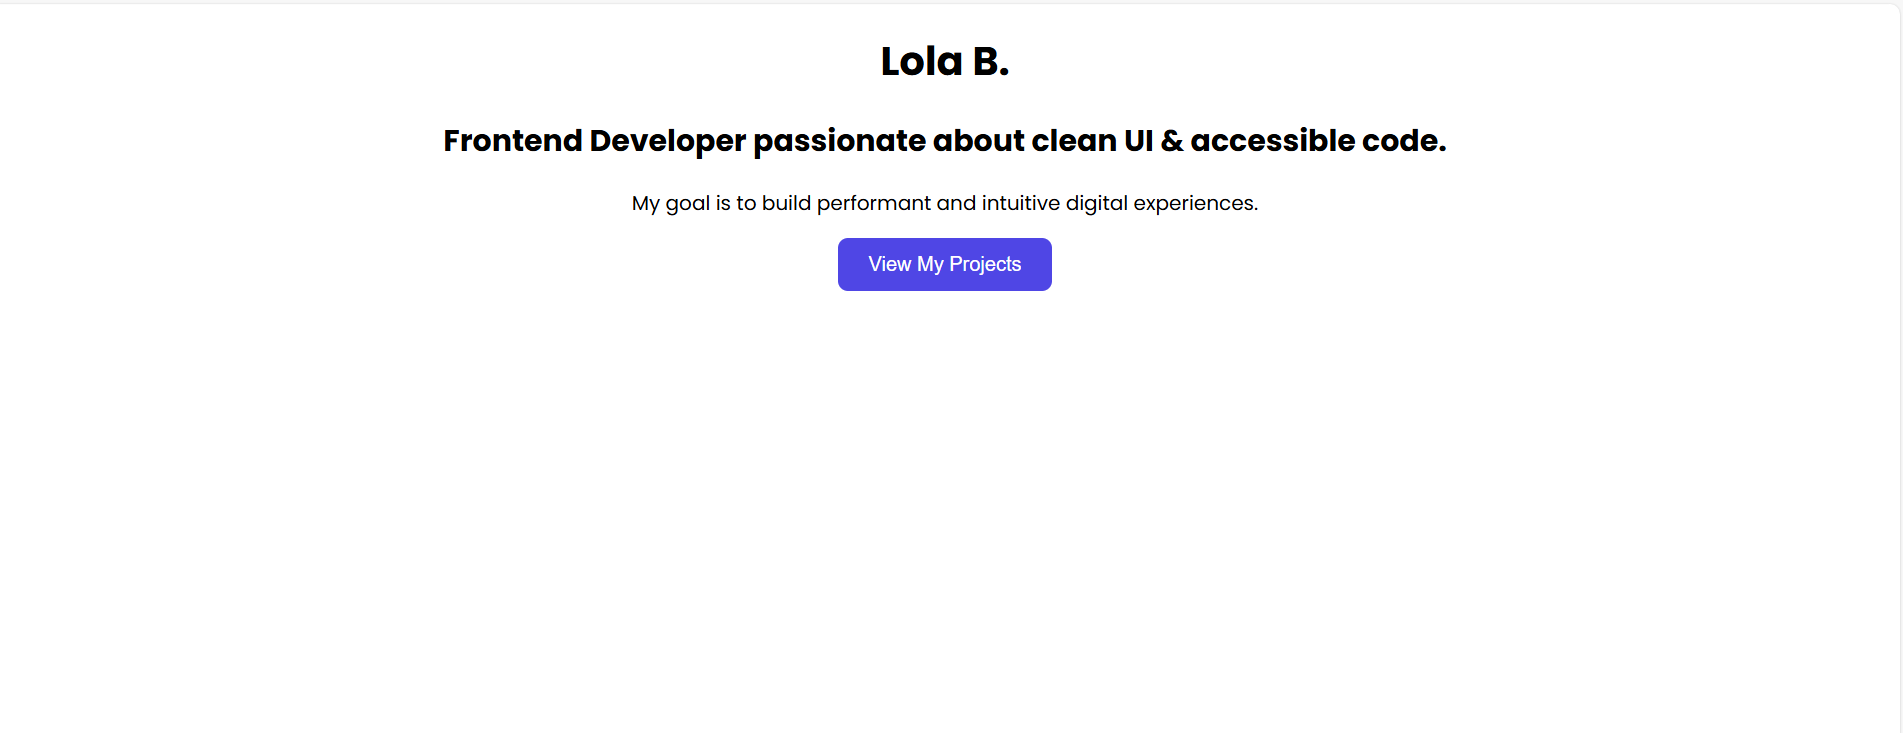 Lola B.
Frontend Developer passionate about clean UI & accessible code.
My goal is to build performant and intuitive digital experiences.
View My Projects